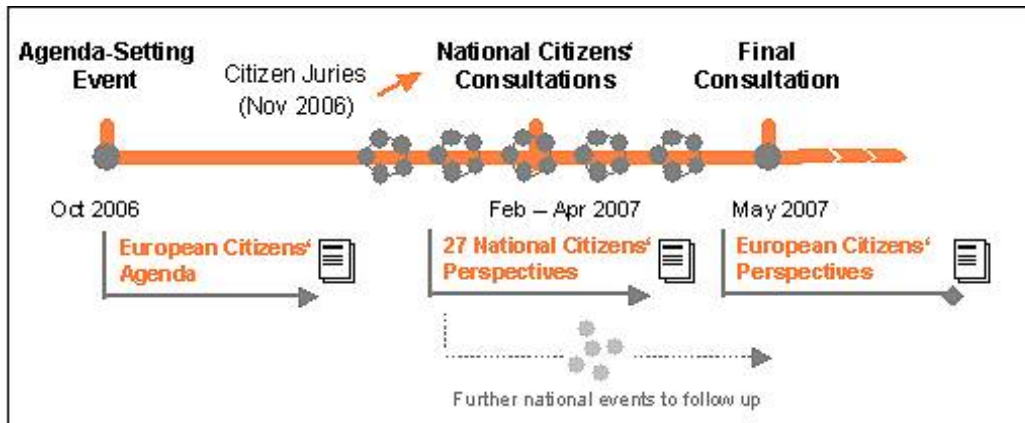 Agenda-Setting
Event
Citizen Juries
(Nov 2006)
National Citizens‘
Consultations
Final
Consultation
Oct 2006
Feb – Apr 2007
May 2007
European Citizens‘
Agenda
27 National Citizens‘
Perspectives
European Citizens‘
Perspectives
Further national events to follow up